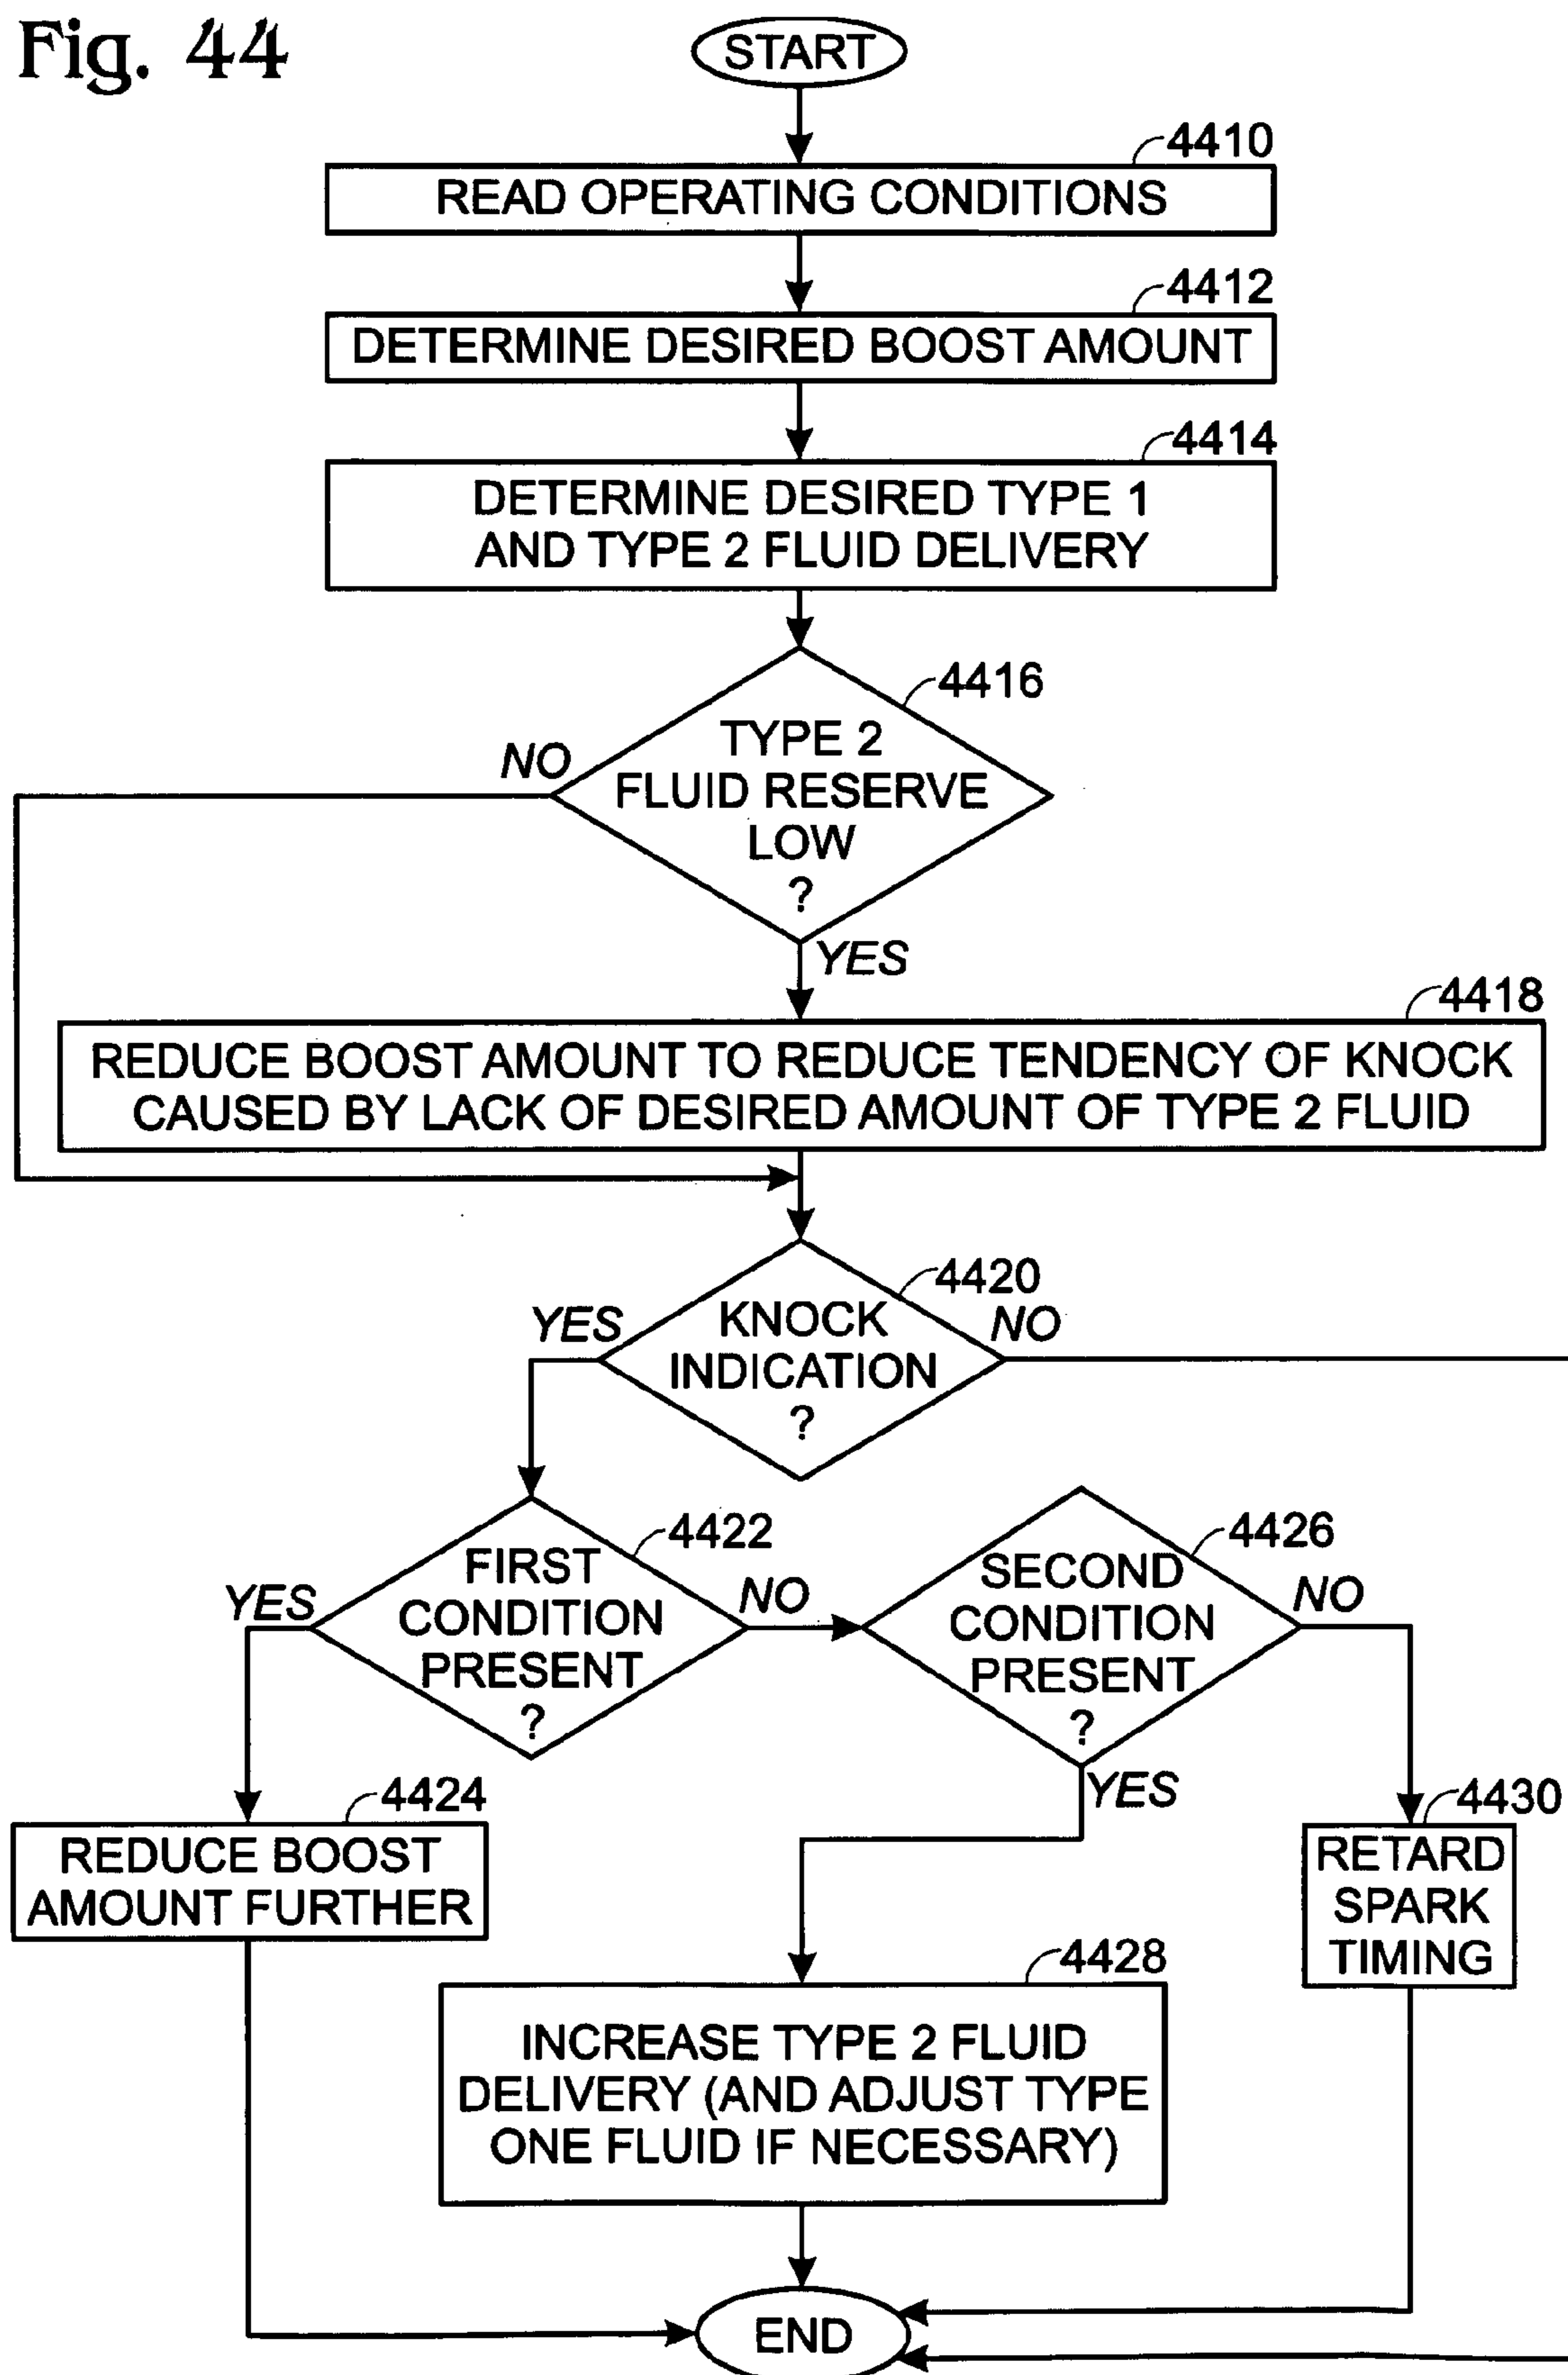 Fig. 44
START
4410
READ OPERATING CONDITIONS
4412
DETERMINE DESIRED BOOST AMOUNT
4414
DETERMINE DESIRED TYPE 1
AND TYPE 2 FLUID DELIVERY
4416
TYPE 2
FLUID RESERVE
LOW
?
NO
YES
4418
REDUCE BOOST AMOUNT TO REDUCE TENDENCY OF KNOCK
CAUSED BY LACK OF DESIRED AMOUNT OF TYPE 2 FLUID
4420
KNOCK
INDICATION
?
YES
NO
4422
FIRST
CONDITION
PRESENT
?
YES
NO
4426
SECOND
CONDITION
PRESENT
?
NO
YES
4424
REDUCE BOOST
AMOUNT FURTHER
4430
RETARD
SPARK
TIMING
4428
INCREASE TYPE 2 FLUID
DELIVERY (AND ADJUST TYPE
ONE FLUID IF NECESSARY)
END